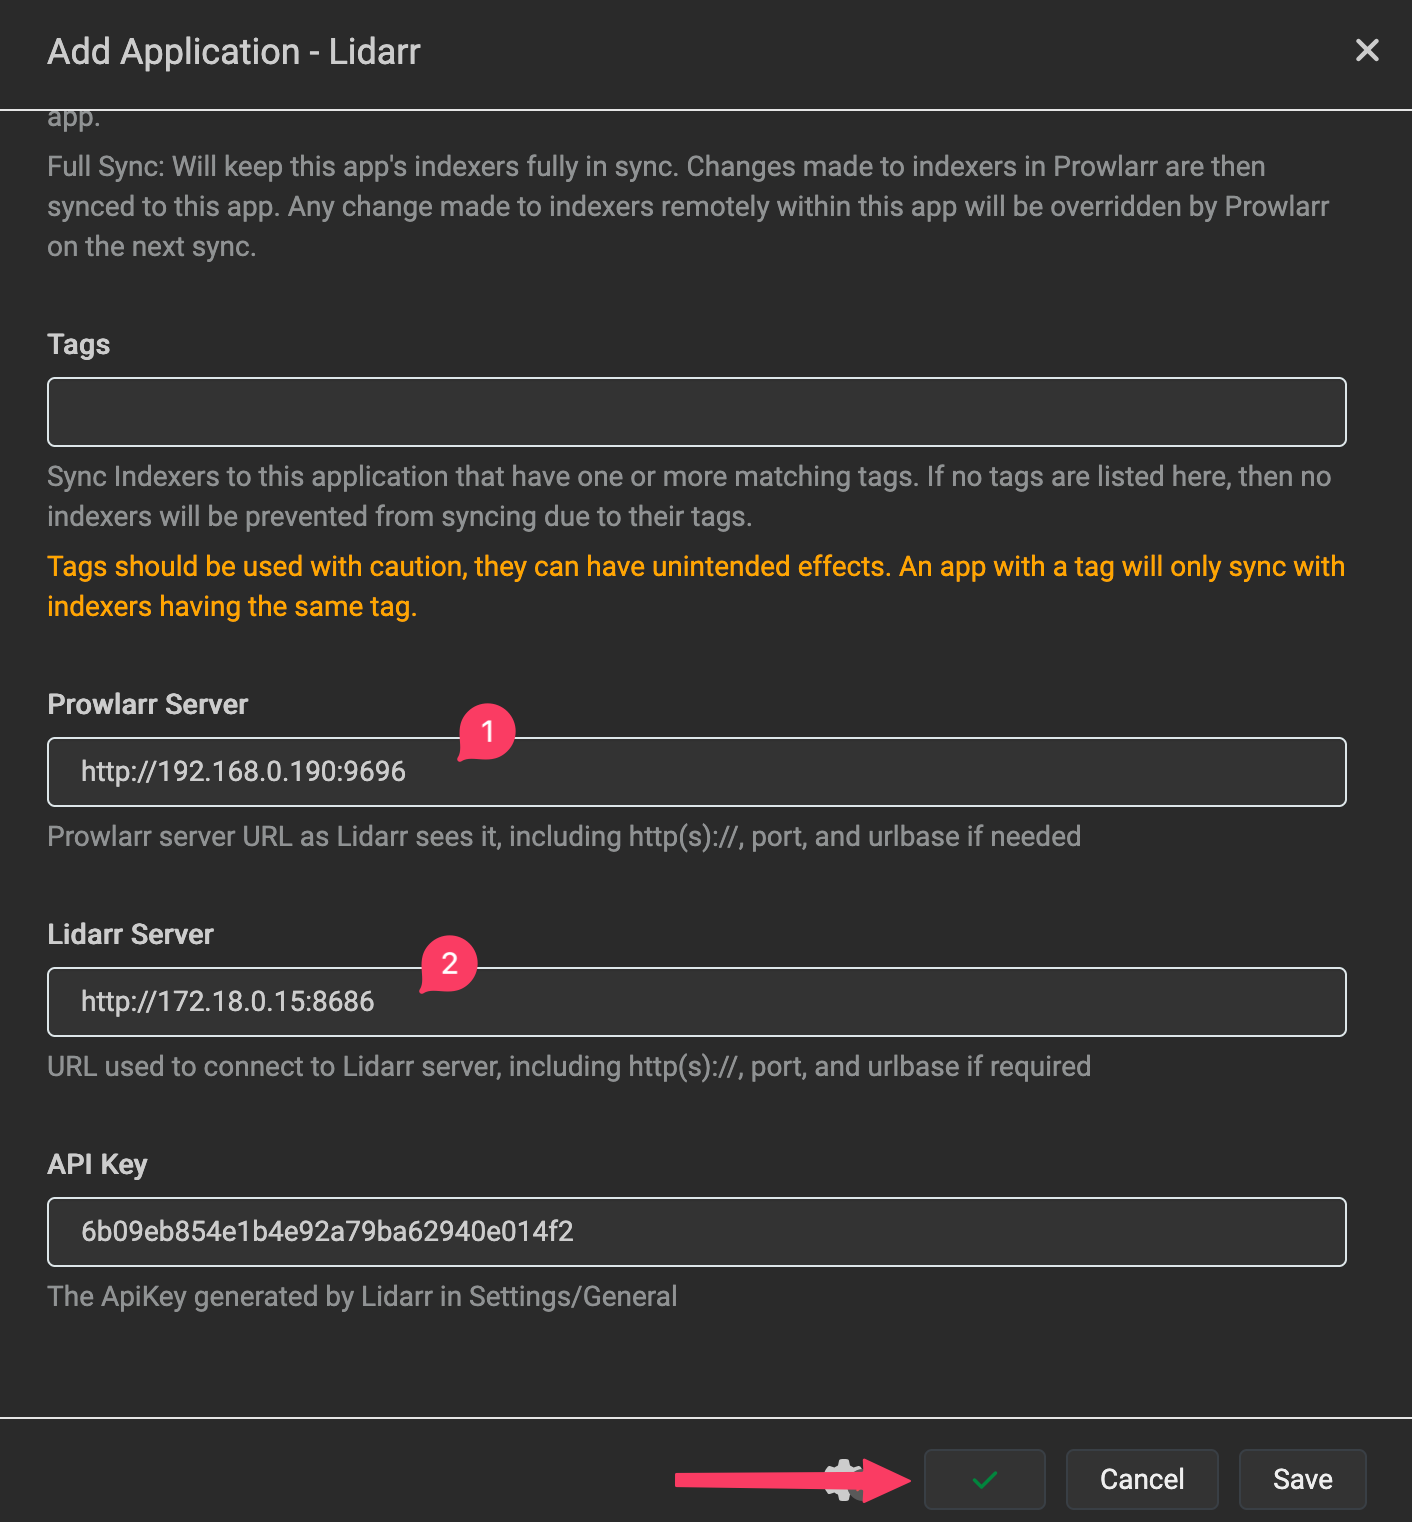 Add Application - Lidarr
app.
Full Sync: Will keep this app's indexers fully in sync. Changes made to indexers in Prowlarr are then
synced to this app. Any change made to indexers remotely within this app will be overridden by Prowlarr
on the next sync.
Tags
Sync Indexers to this application that have one or more matching tags. If no tags are listed here, then no
indexers will be prevented from syncing due to their tags.
Tags should be used with caution, they can have unintended effects. An app with a tag will only sync with
indexers having the same tag.
Prowlarr Server
1
http://192.168.0.190:9696
Prowlarr server URL as Lidarr sees it, including http(s)://, port, and urlbase if needed
Lidarr Server
2
http://172.18.0.15:8686
URL used to connect to Lidarr server, including http(s)://, port, and urlbase if required
API Key
6b09eb854e1b4e92a79ba62940e014f2
The ApiKey generated by Lidarr in Settings/General
Cancel
Save